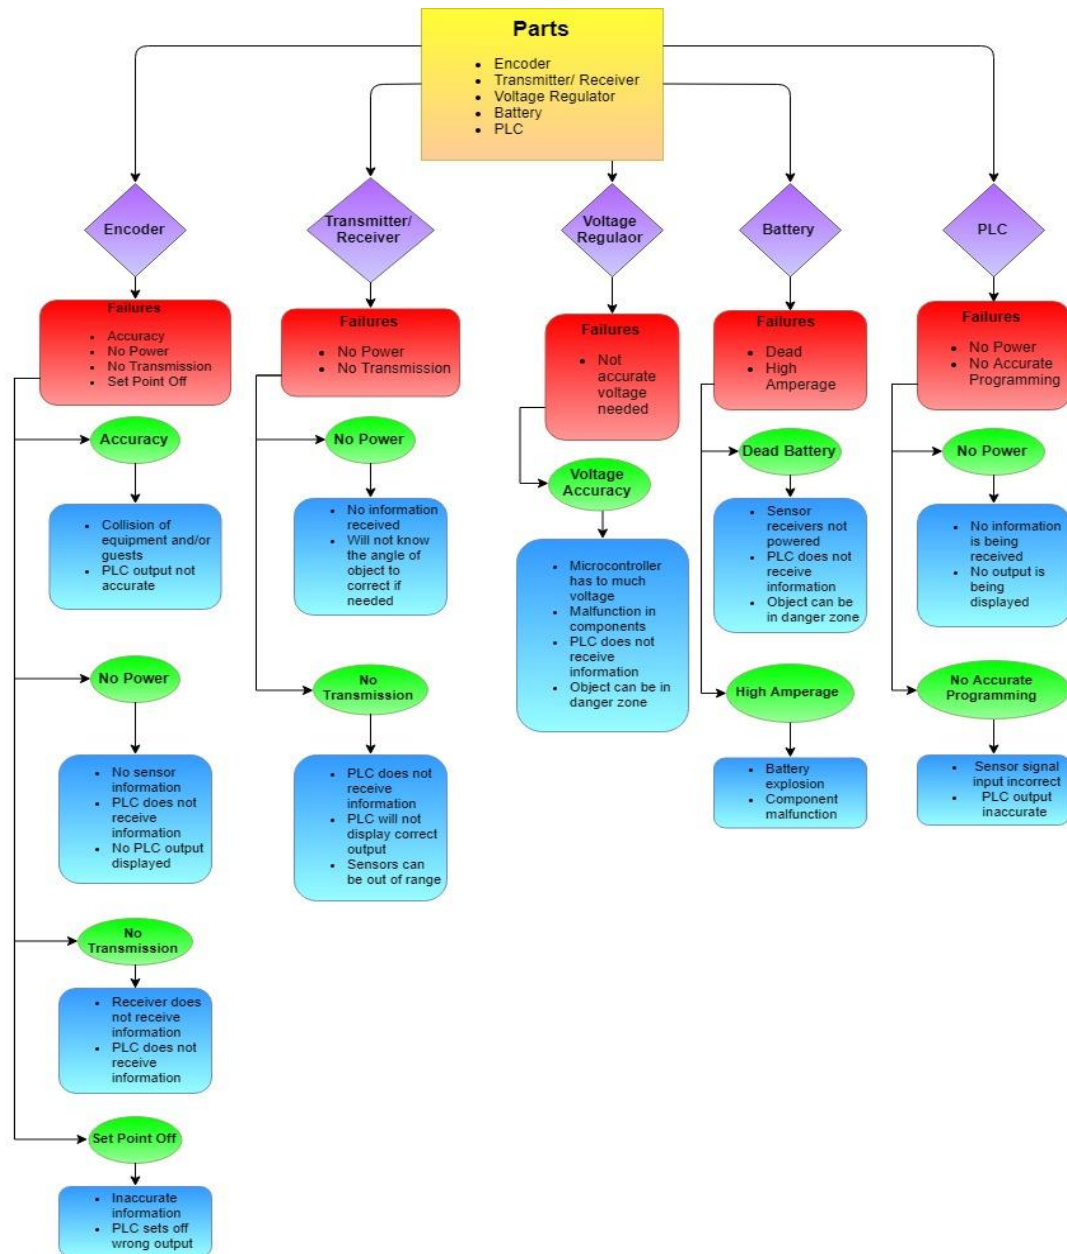 Parts
Encoder
Transmitter/ Receiver
Voltage Regulator
Battery
PLC
Encoder
Transmitter/
Receiver
Voltage
Regulaor
Battery
PLC
Failures
Accuracy
No Power
No Transmission
Set Point Off
Failures
No Power
No Transmission
Failures
Not
accurate
voltage
needed
Failures
Dead
High
Amperage
Failures
No Power
No Accurate
Programming
Accuracy
Collision of
equipment and/or
guests
PLC output not
accurate
No Power
No sensor
information
PLC does not
receive
information
No PLC output
displayed
No
Transmission
Receiver does
not receive
information
PLC does not
receive
information
Set Point Off
Inaccurate
information
PLC sets off
wrong output
No Power
No information
received
Will not know
the angle of
object to
correct if
needed
No
Transmission
PLC does not
receive
information
PLC will not
display correct
output
Sensors can
be out of range
Voltage
Accuracy
Microcontroller
has to much
voltage
Malfunction in
components
PLC does not
receive
information
Object can be in
danger zone
Dead Battery
Sensor
receivers not
powered
PLC does not
receive
information
Object can be
in danger zone
High Amperage
Battery
explosion
Component
malfunction
No Power
No information
is being
received
No output is
being
displayed
No Accurate
Programming
Sensor signal
input incorrect
PLC output
inaccurate